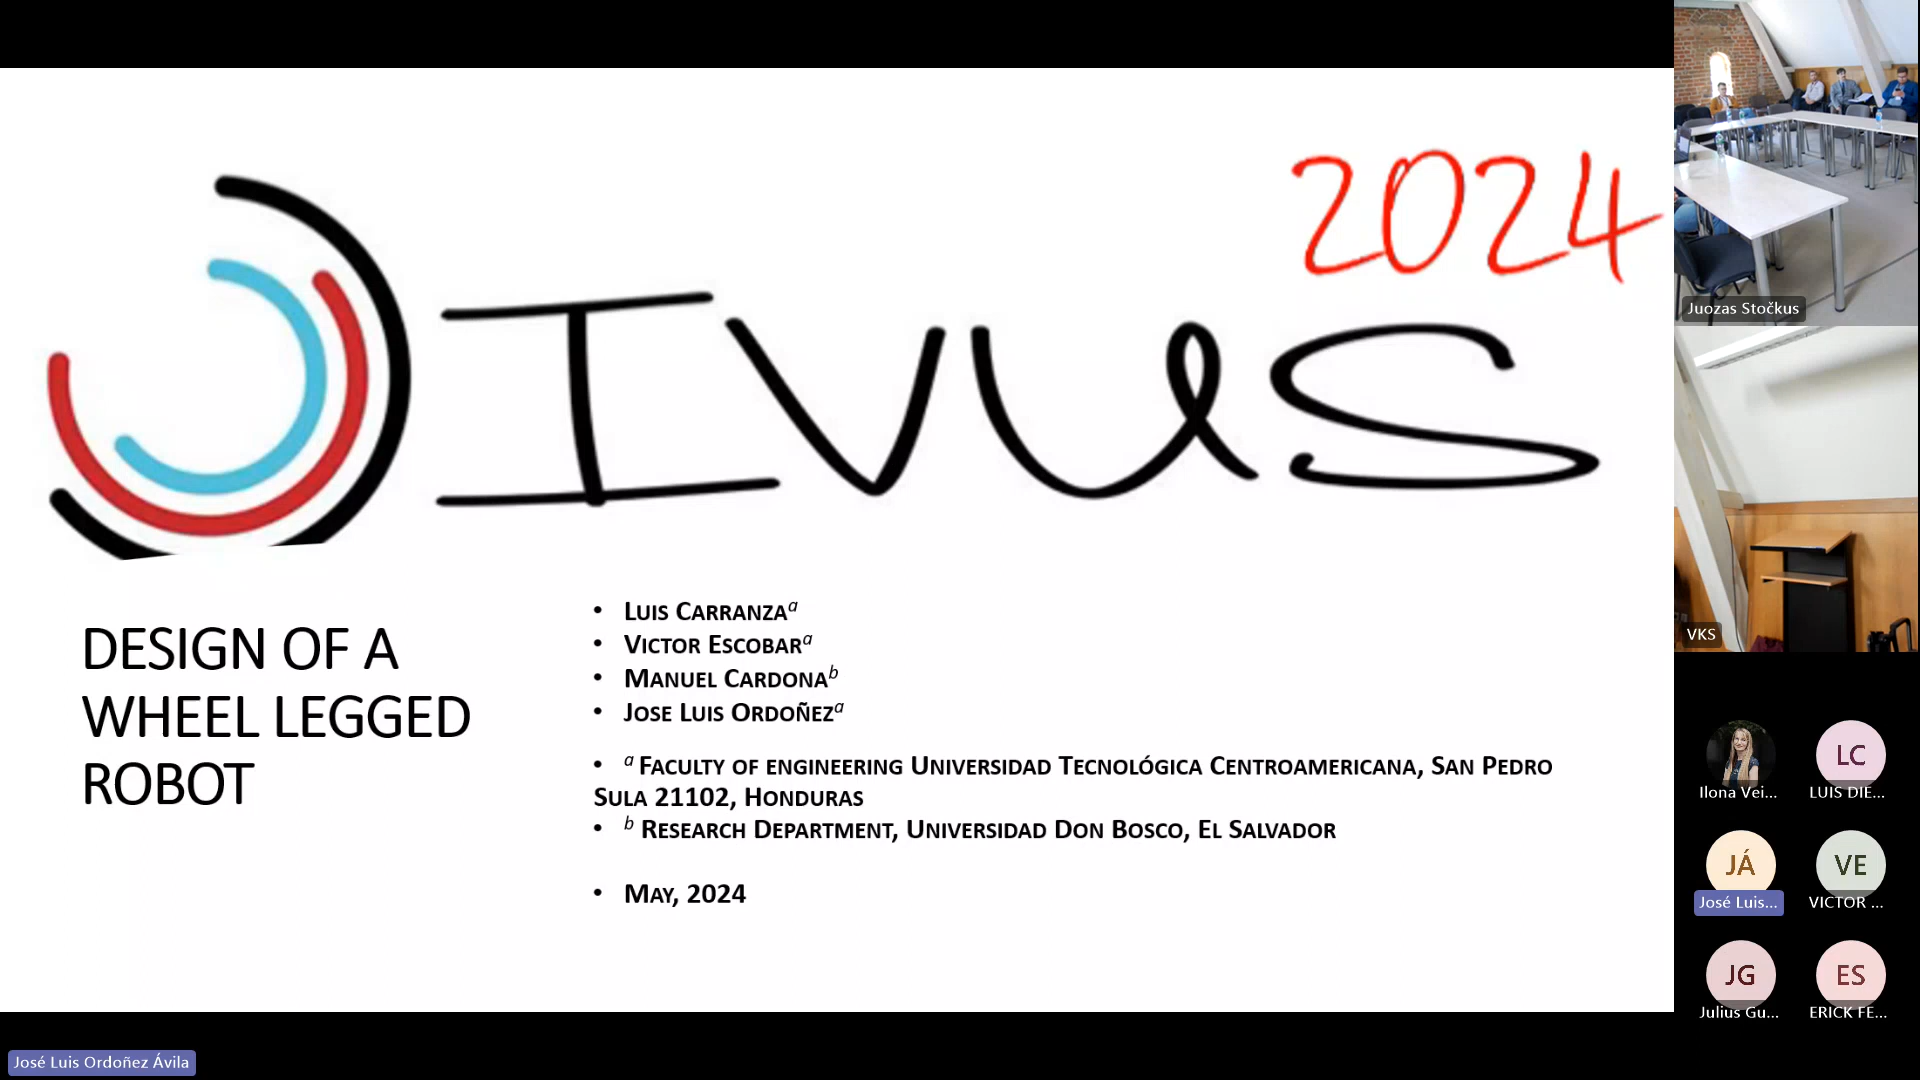 2024
IVUS
DESIGN OF A
WHEEL LEGGED
ROBOT
• LUIS CARRANZAᵃ
• VICTOR ESCOBARᵃ
• MANUEL CARDONAᵇ
• JOSE LUIS ORDOÑEZᵃ
• ᵃ FACULTY OF ENGINEERING UNIVERSIDAD TECNOLÓGICA CENTROAMERICANA, SAN PEDRO
SULA 21102, HONDURAS
• ᵇ RESEARCH DEPARTMENT, UNIVERSIDAD DON BOSCO, EL SALVADOR
• MAY, 2024
José Luis Ordoñez Ávila
Juozas Stočkus
VKS
Ilona Vei...
LC
LUIS DIE...
JÁ
José Luis...
VE
VICTOR ...
JG
Julius Gu...
ES
ERICK FE...